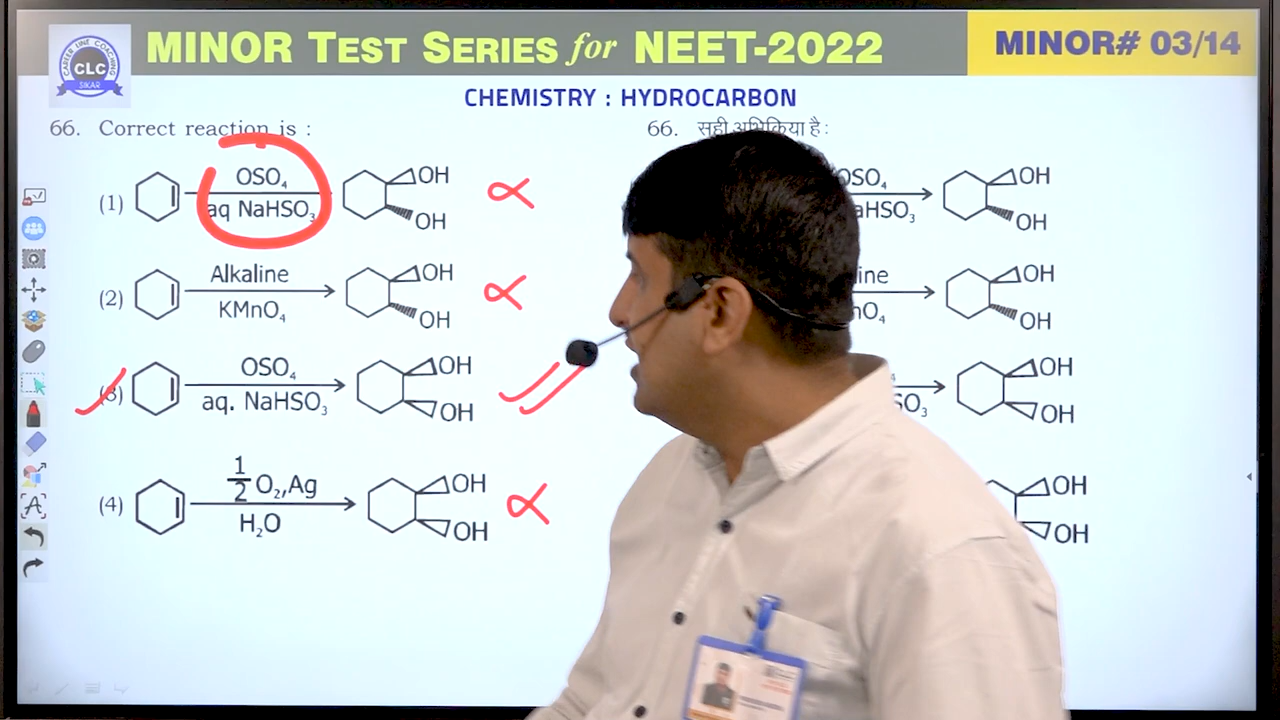 CAREER LINE COACHING
CLC
SIKAR
MINOR TEST SERIES for NEET-2022
MINOR# 03/14
CHEMISTRY : HYDROCARBON
66. Correct reaction is :
(1) OSO₄
aq NaHSO₃
OH
OH
(2) Alkaline
KMnO₄
OH
OH
(3) OSO₄
aq. NaHSO₃
OH
OH
(4) 1/2 O₂,Ag
H₂O
OH
OH
66. सही अभिक्रिया है :
OSO₄
aHSO₃
OH
OH
ine
nO₄
OH
OH
SO₃
OH
OH
OH
OH